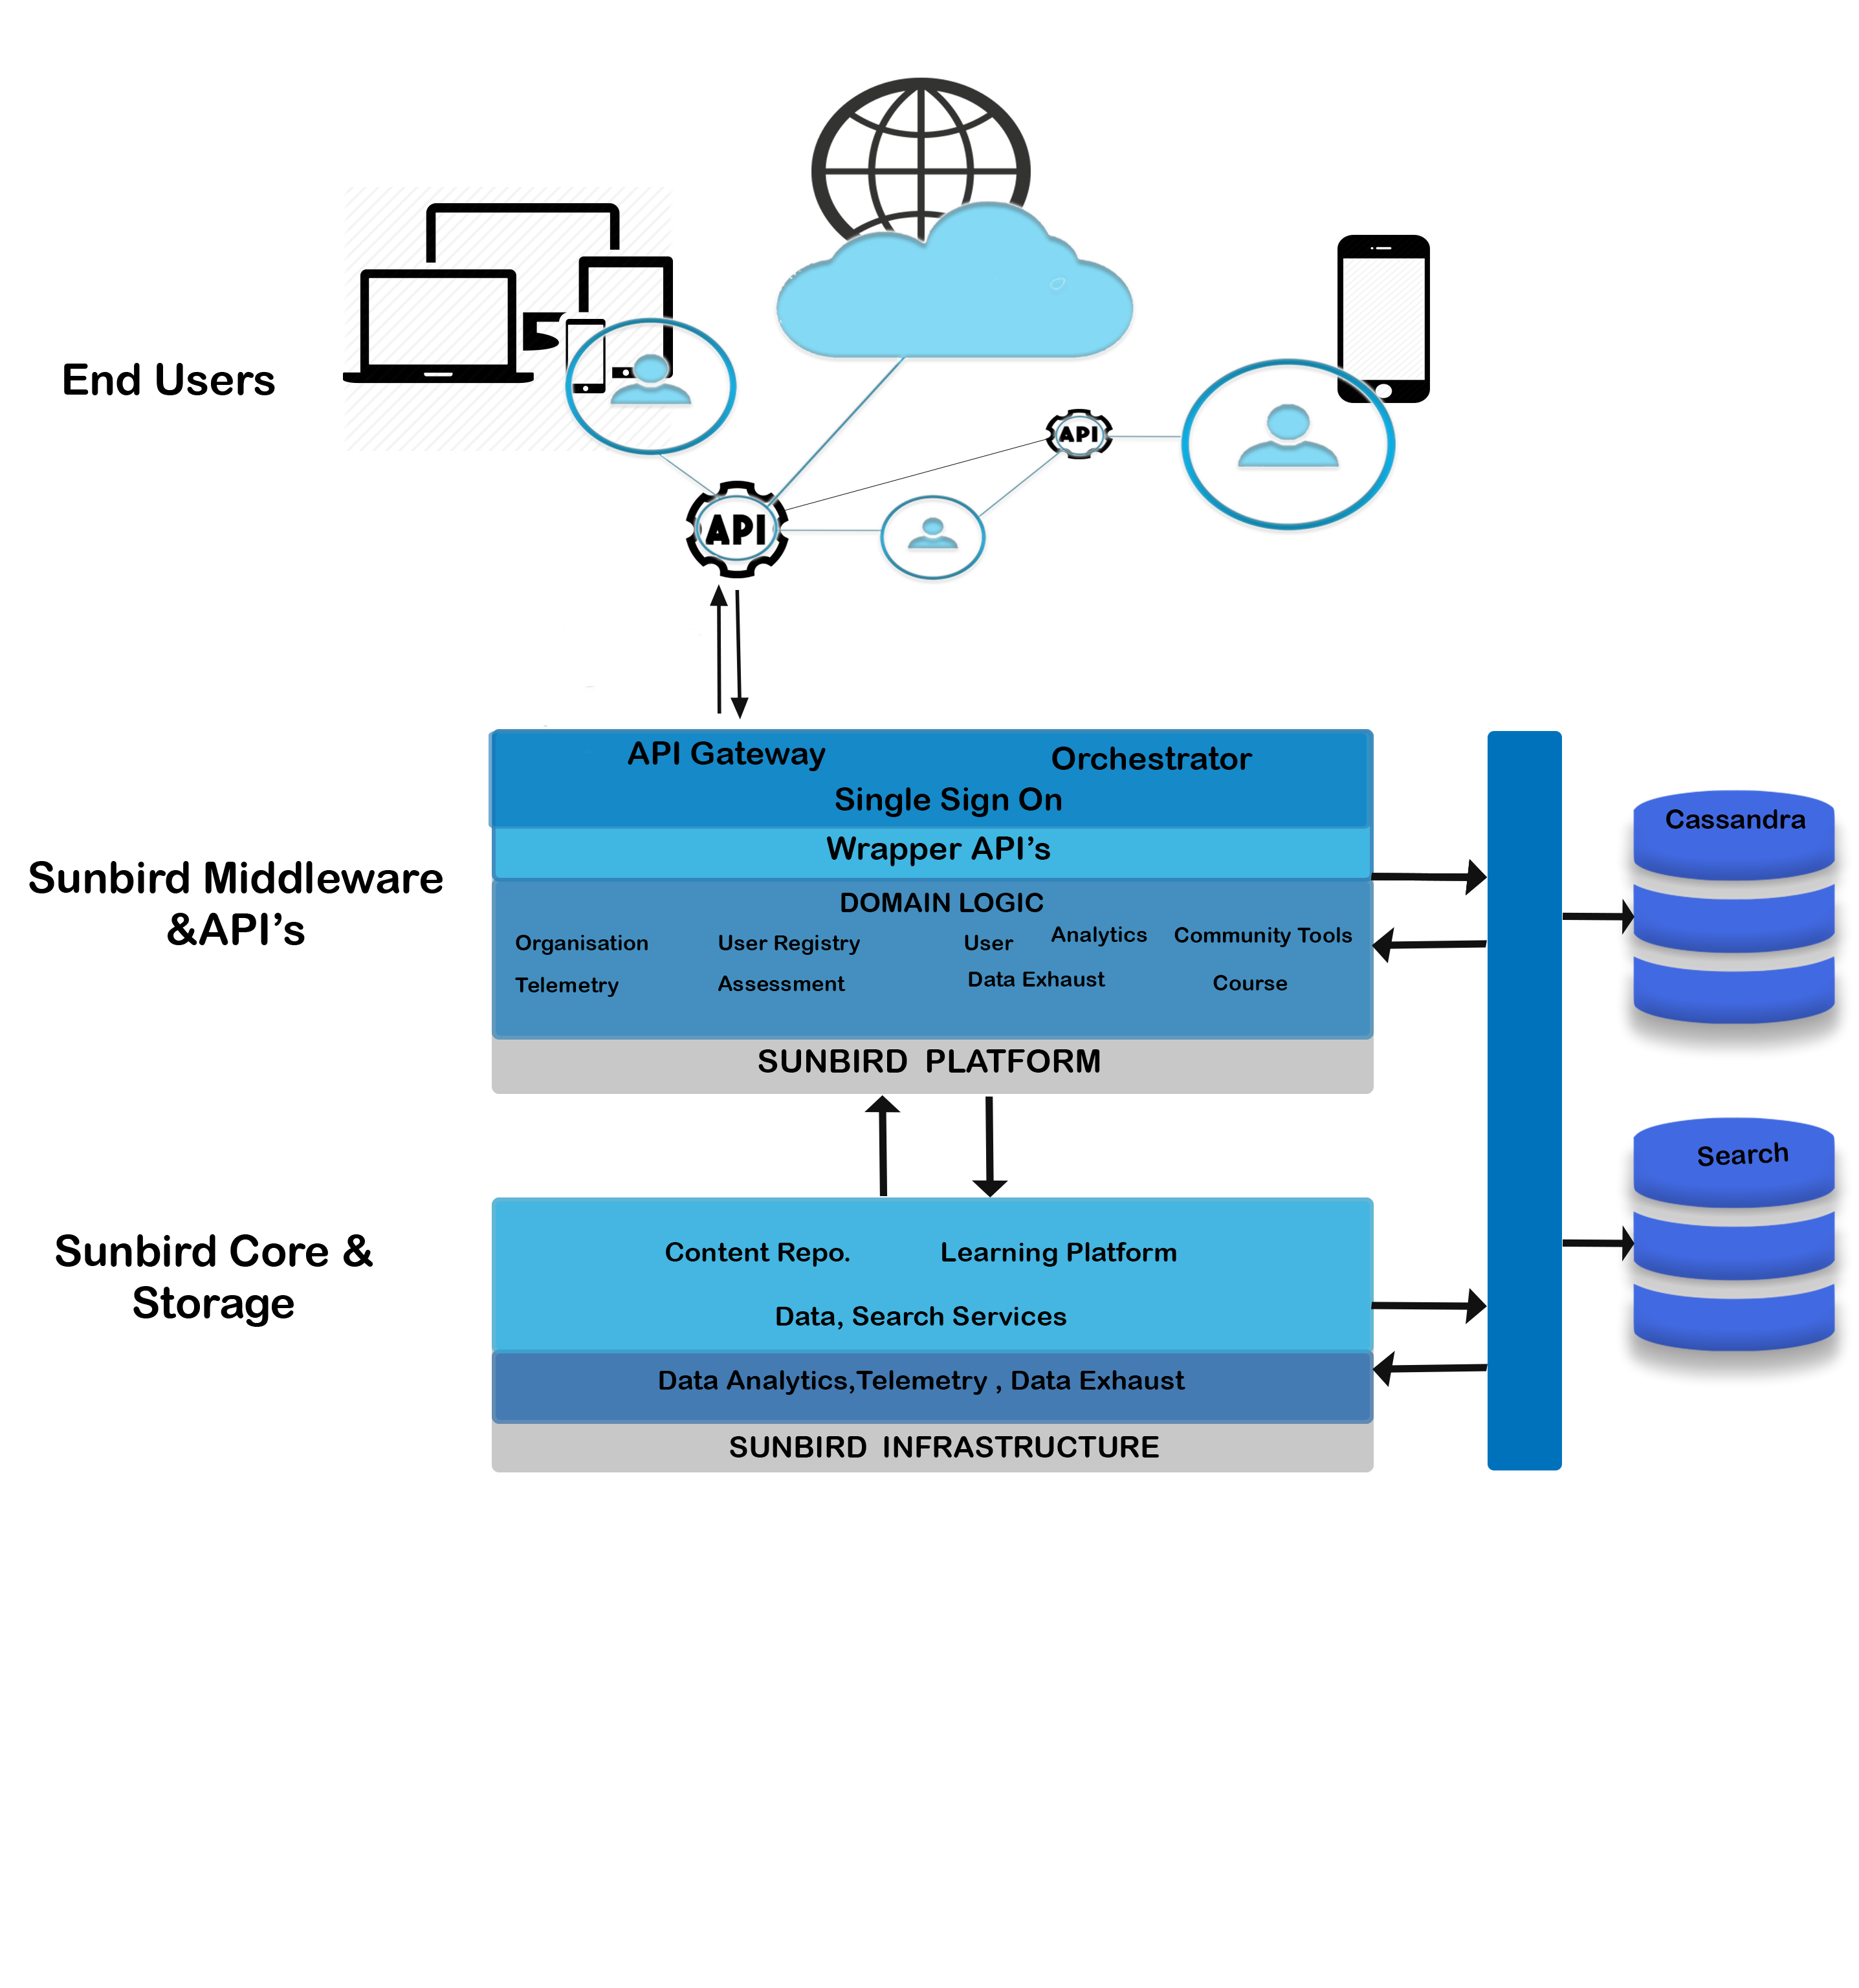 End Users
API
API
API Gateway
Orchestrator
Single Sign On
Wrapper API's
Sunbird Middleware
&API's
DOMAIN LOGIC
Organisation
User Registry
User
Analytics
Community Tools
Telemetry
Assessment
Data Exhaust
Course
SUNBIRD PLATFORM
Cassandra
Search
Sunbird Core &
Storage
Content Repo.
Learning Platform
Data, Search Services
Data Analytics,Telemetry , Data Exhaust
SUNBIRD INFRASTRUCTURE